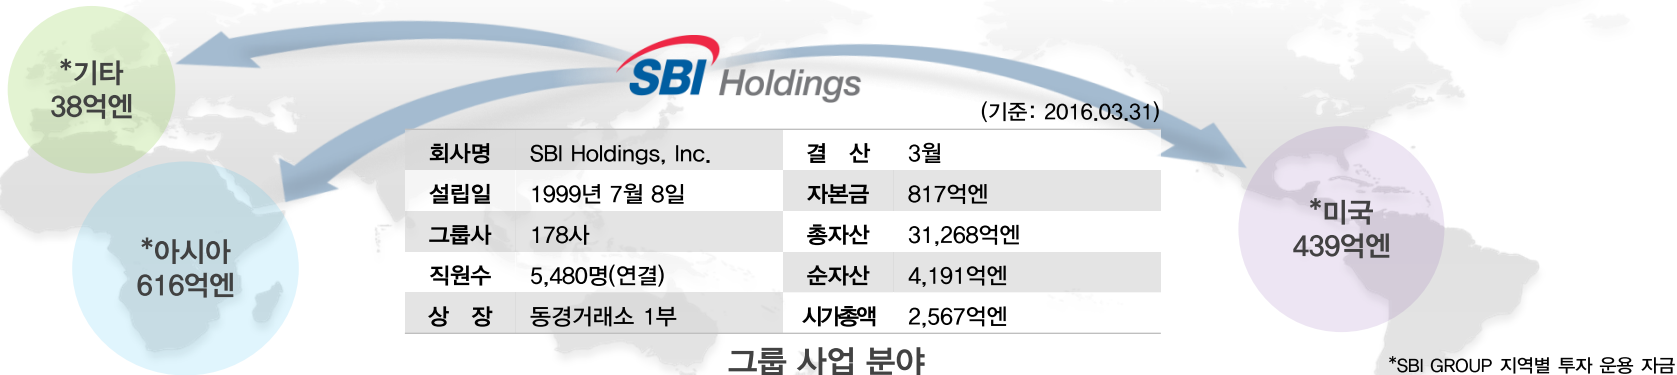 *기타
38억엔
SBI Holdings
(기준: 2016.03.31)
회사명 SBI Holdings, Inc. 결 산 3월
설립일 1999년 7월 8일 자본금 817억엔
그룹사 178사 총자산 31,268억엔
직원수 5,480명(연결) 순자산 4,191억엔
상 장 동경거래소 1부 시가총액 2,567억엔
*아시아
616억엔
*미국
439억엔
그룹 사업 분야
*SBI GROUP 지역별 투자 운용 자금